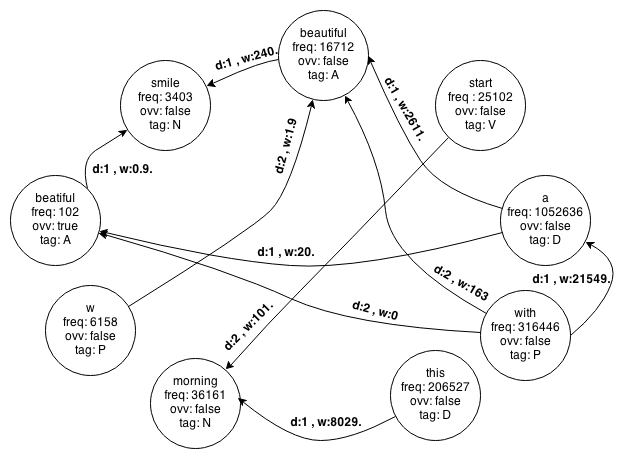 beautiful
freq: 16712
ovv: false
tag: A
d:1 , w:240.
smile
freq: 3403
ovv: false
tag: N
start
freq : 25102
ovv: false
tag: V
d:1 , w:2611.
d:2 , w:1.9
d:1 , w:0.9.
beatiful
freq: 102
ovv: true
tag: A
a
freq: 1052636
ovv: false
tag: D
d:1 , w:20.
d:2 , w:163
d:1 , w:21549.
w
freq: 6158
ovv: false
tag: P
d:2 , w:101.
d:2 , w:0
with
freq: 316446
ovv: false
tag: P
morning
freq: 36161
ovv: false
tag: N
this
freq: 206527
ovv: false
tag: D
d:1 , w:8029.